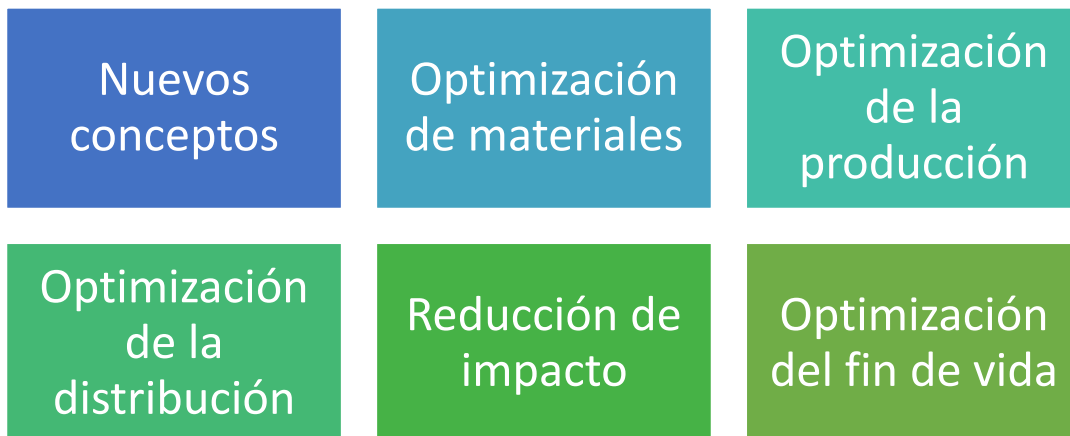 Nuevos
conceptos
Optimización
de materiales
Optimización
de la
producción
Optimización
de la
distribución
Reducción de
impacto
Optimización
del fin de vida